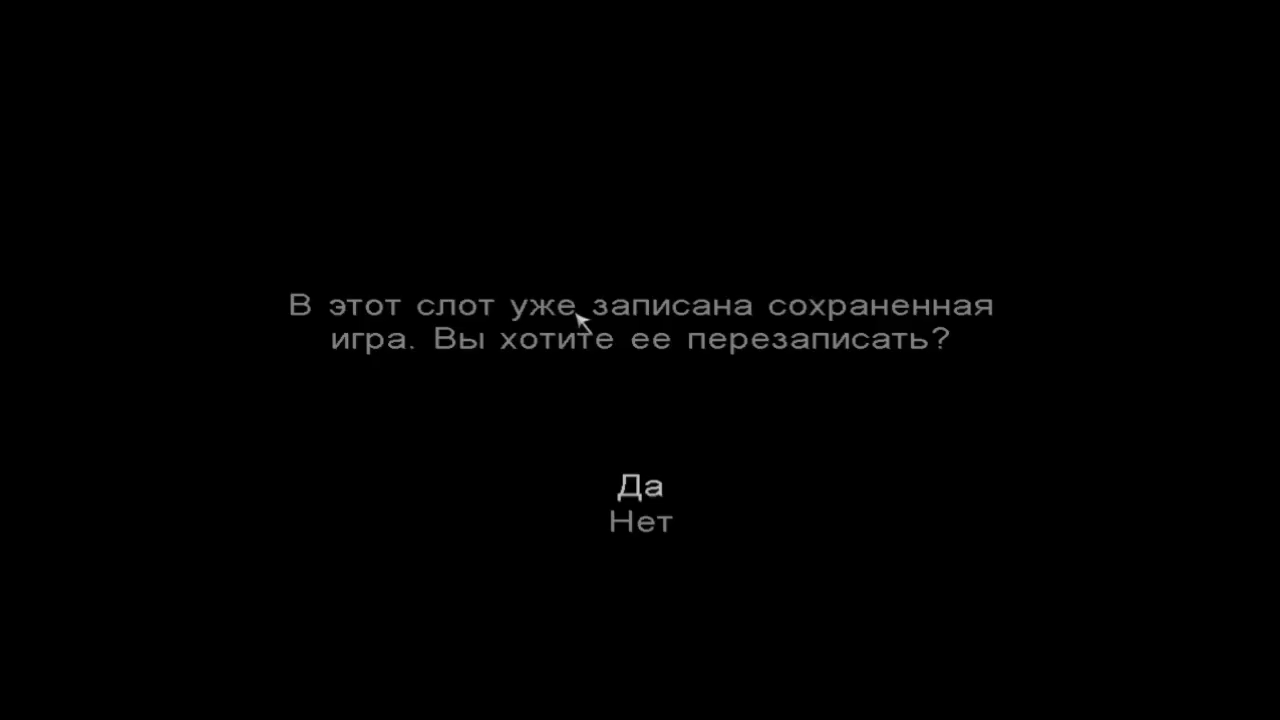 В этот слот уже записана сохраненная
игра. Вы хотите ее перезаписать?
Да
Нет